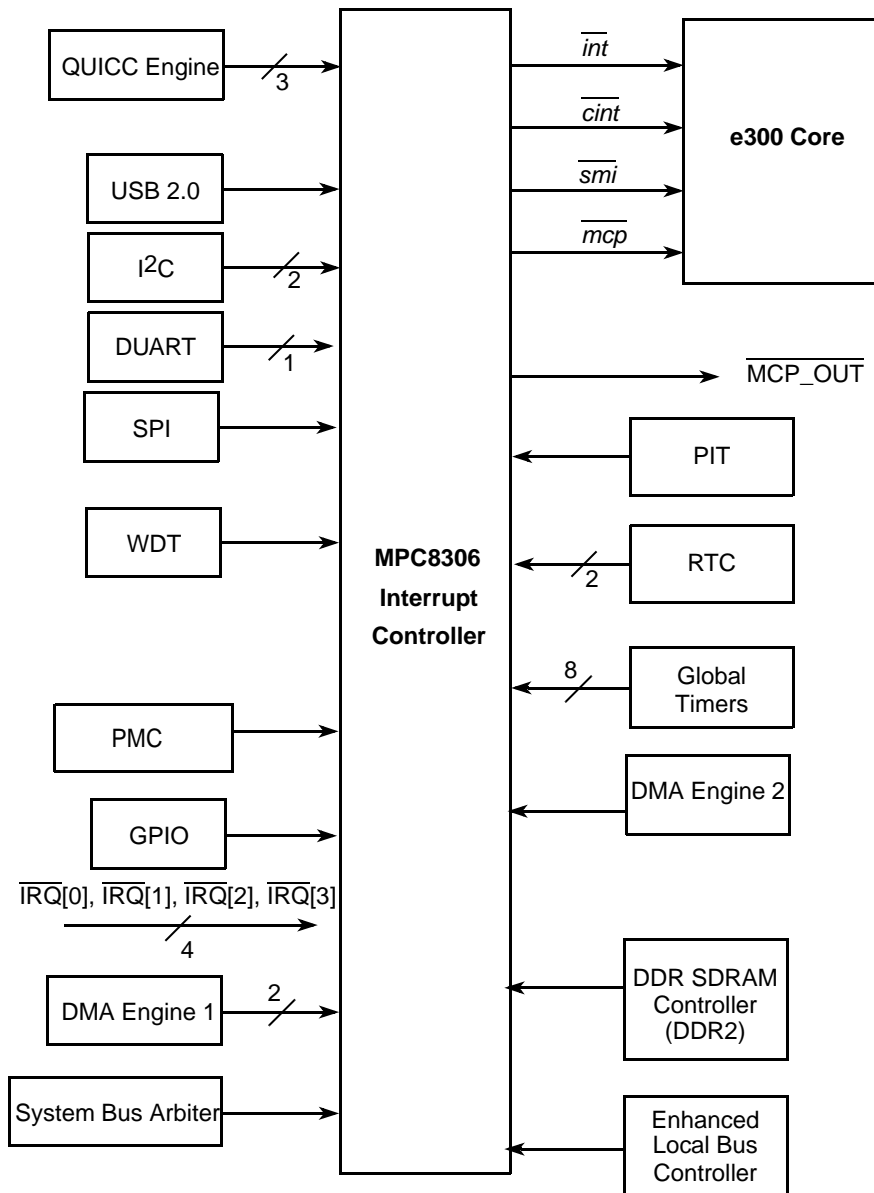 QUICC Engine
3
USB 2.0
I²C
2
DUART
1
SPI
WDT
PMC
GPIO
IRQ[0], IRQ[1], IRQ[2], IRQ[3]
4
DMA Engine 1
2
System Bus Arbiter
MPC8306
Interrupt
Controller
int
cint
smi
mcp
e300 Core
MCP_OUT
PIT
RTC
2
8
Global
Timers
DMA Engine 2
DDR SDRAM
Controller
(DDR2)
Enhanced
Local Bus
Controller